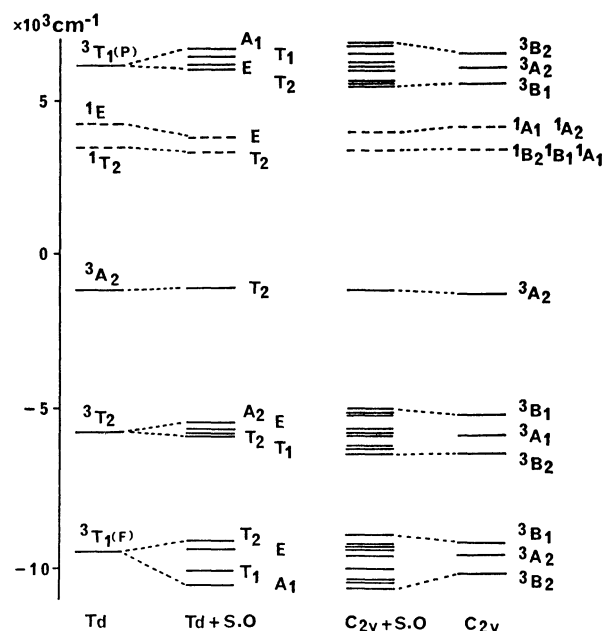 ×10³cm⁻¹
³T₁(P) A₁ T₁ ³B₂
E ³A₂
T₂ ³B₁
5
¹E E ¹A₁ ¹A₂
¹T₂ T₂ ¹B₂¹B₁¹A₁
0
³A₂ T₂ ³A₂
-5
³T₂ A₂ E ³B₁
T₂ T₁ ³A₁
³B₂
³T₁(F) T₂ E ³B₁
³A₂
-10 T₁ A₁ ³B₂
Td Td+S.O C₂ᵥ+S.O C₂ᵥ